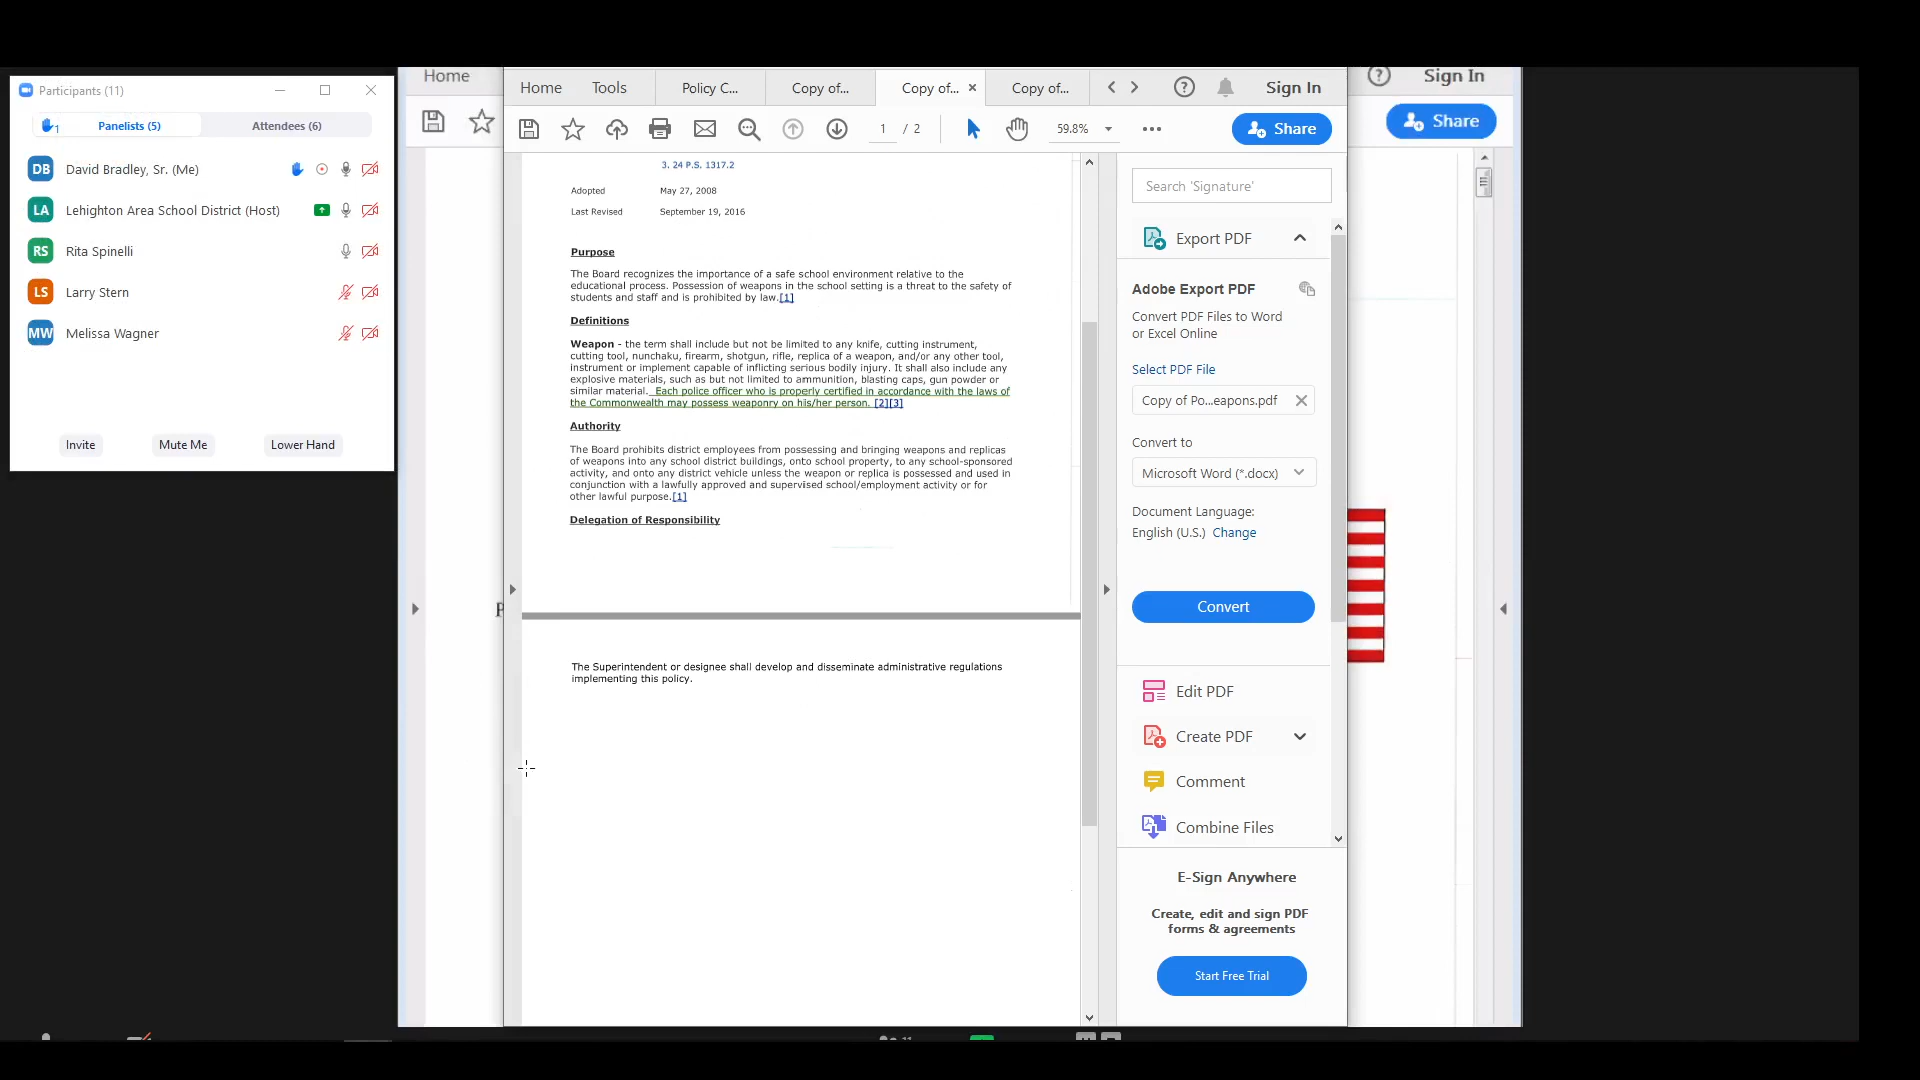 Participants (11)
1
Panelists (5)
Attendees (6)
DB David Bradley, Sr. (Me)
LA Lehighton Area School District (Host)
RS Rita Spinelli
LS Larry Stern
MW Melissa Wagner
Invite
Mute Me
Lower Hand
Home
Home
Tools
Policy C...
Copy of...
Copy of...
Copy of...
Sign In
Sign In
1 / 2
59.8%
Share
Share
3. 24 P.S. 1317.2
Adopted May 27, 2008
Last Revised September 19, 2016
Purpose
The Board recognizes the importance of a safe school environment relative to the
educational process. Possession of weapons in the school setting is a threat to the safety of
students and staff and is prohibited by law.[1]
Definitions
Weapon - the term shall include but not be limited to any knife, cutting instrument,
cutting tool, nunchaku, firearm, shotgun, rifle, replica of a weapon, and/or any other tool,
instrument or implement capable of inflicting serious bodily injury. It shall also include any
explosive materials, such as but not limited to ammunition, blasting caps, gun powder or
similar material. Each police officer who is properly certified in accordance with the laws of
the Commonwealth may possess weaponry on his/her person. [2][3]
Authority
The Board prohibits district employees from possessing and bringing weapons and replicas
of weapons into any school district buildings, onto school property, to any school-sponsored
activity, and onto any district vehicle unless the weapon or replica is possessed and used in
conjunction with a lawfully approved and supervised school/employment activity or for
other lawful purpose.[1]
Delegation of Responsibility
P
The Superintendent or designee shall develop and disseminate administrative regulations
implementing this policy.
Search 'Signature'
Export PDF
Adobe Export PDF
Convert PDF Files to Word
or Excel Online
Select PDF File
Copy of Po...eapons.pdf
Convert to
Microsoft Word (*.docx)
Document Language:
English (U.S.) Change
Convert
Edit PDF
Create PDF
Comment
Combine Files
E-Sign Anywhere
Create, edit and sign PDF
forms & agreements
Start Free Trial